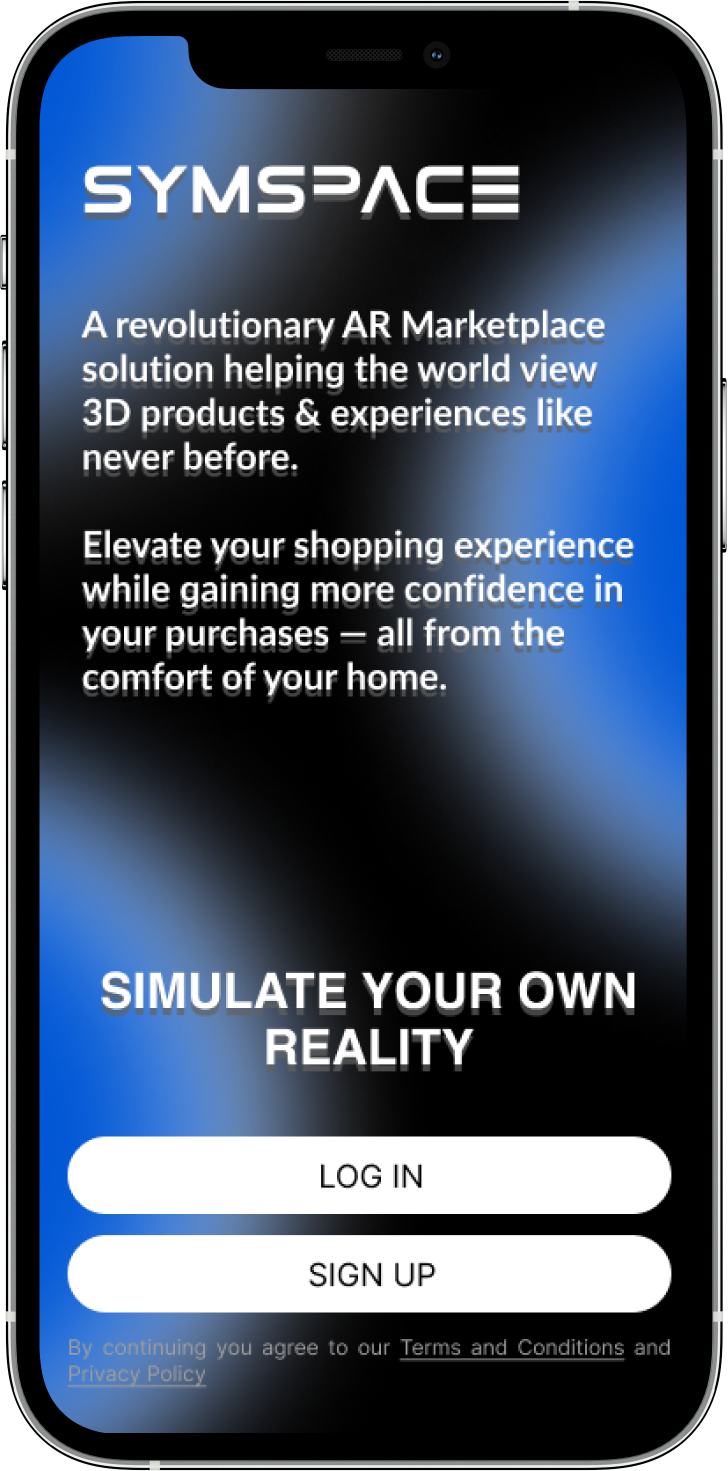 SYMSPACE
A revolutionary AR Marketplace
solution helping the world view
3D products & experiences like
never before.
Elevate your shopping experience
while gaining more confidence in
your purchases — all from the
comfort of your home.
SIMULATE YOUR OWN
REALITY
LOG IN
SIGN UP
By continuing you agree to our Terms and Conditions and
Privacy Policy